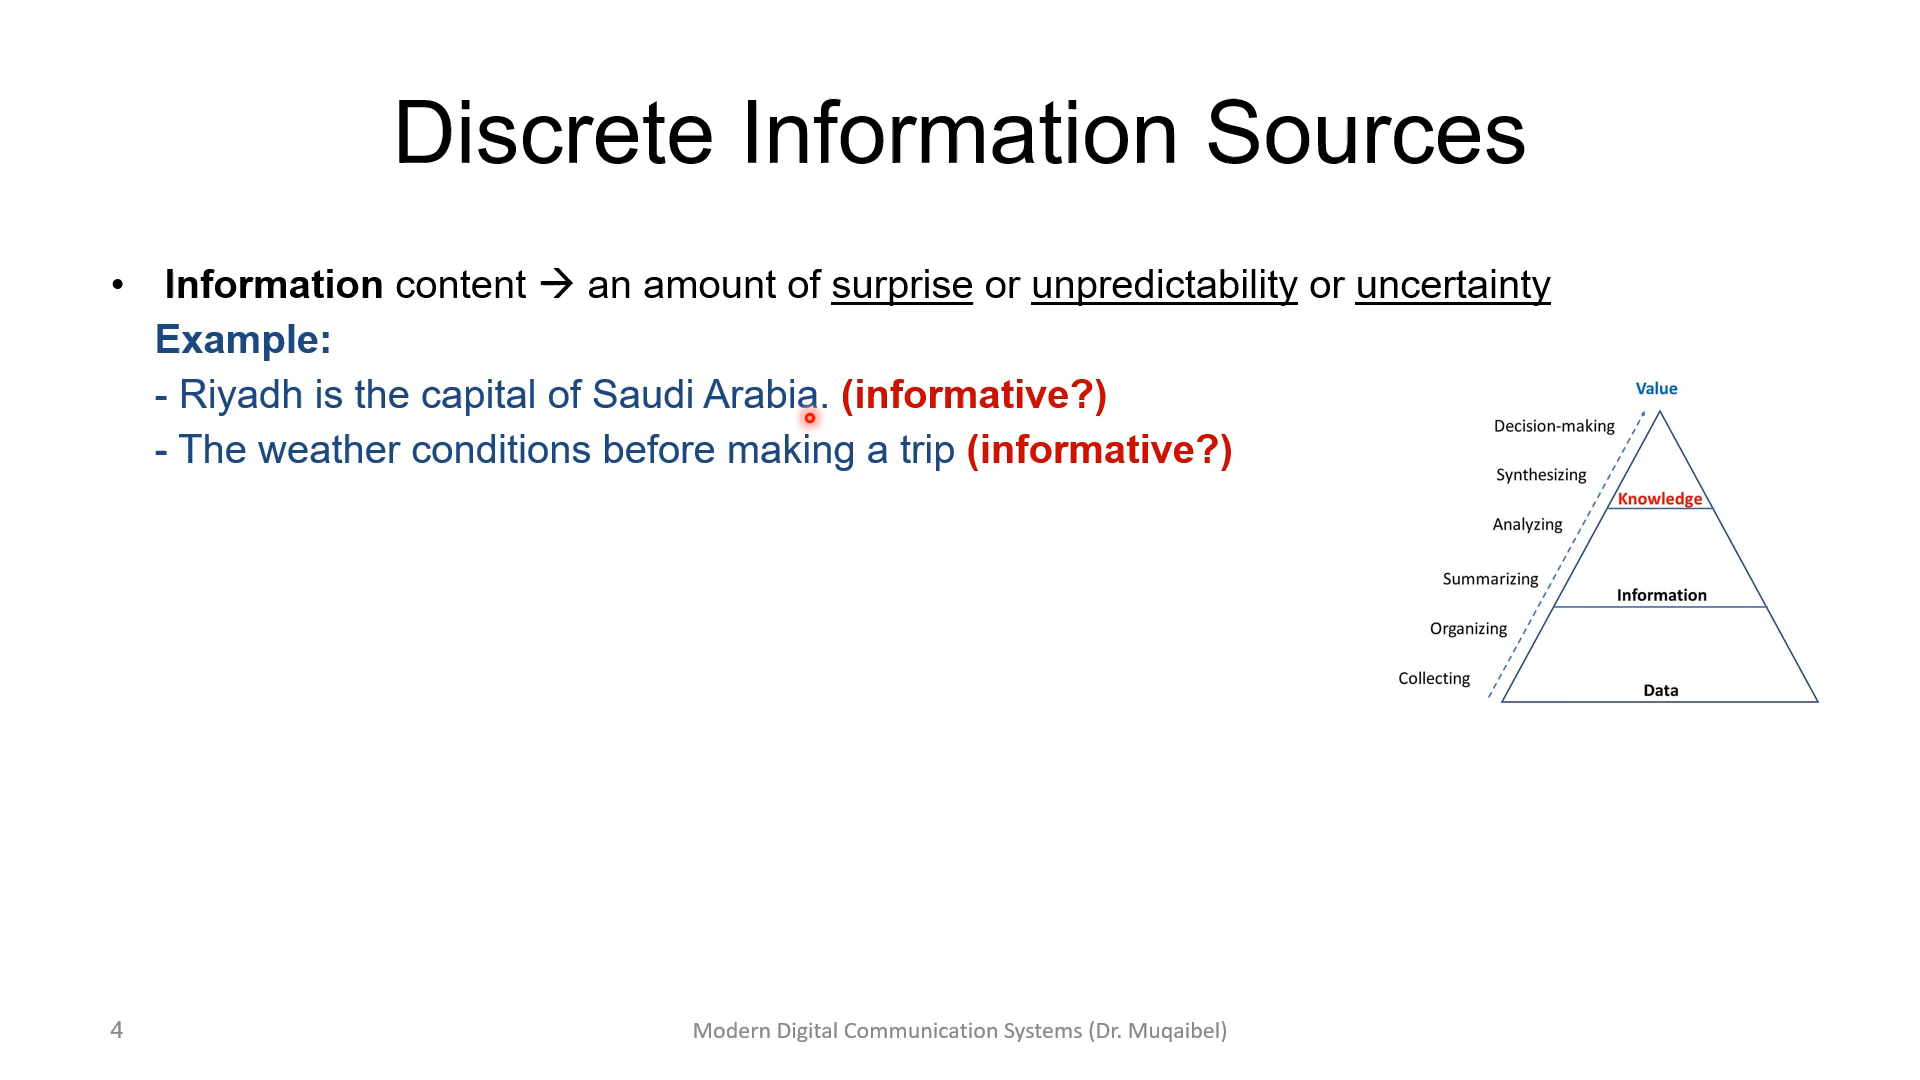 Discrete Information Sources
• Information content → an amount of surprise or unpredictability or uncertainty
Example:
- Riyadh is the capital of Saudi Arabia. (informative?)
- The weather conditions before making a trip (informative?)
Value
Decision-making
Synthesizing
Knowledge
Analyzing
Summarizing
Information
Organizing
Collecting
Data
4
Modern Digital Communication Systems (Dr. Muqaibel)